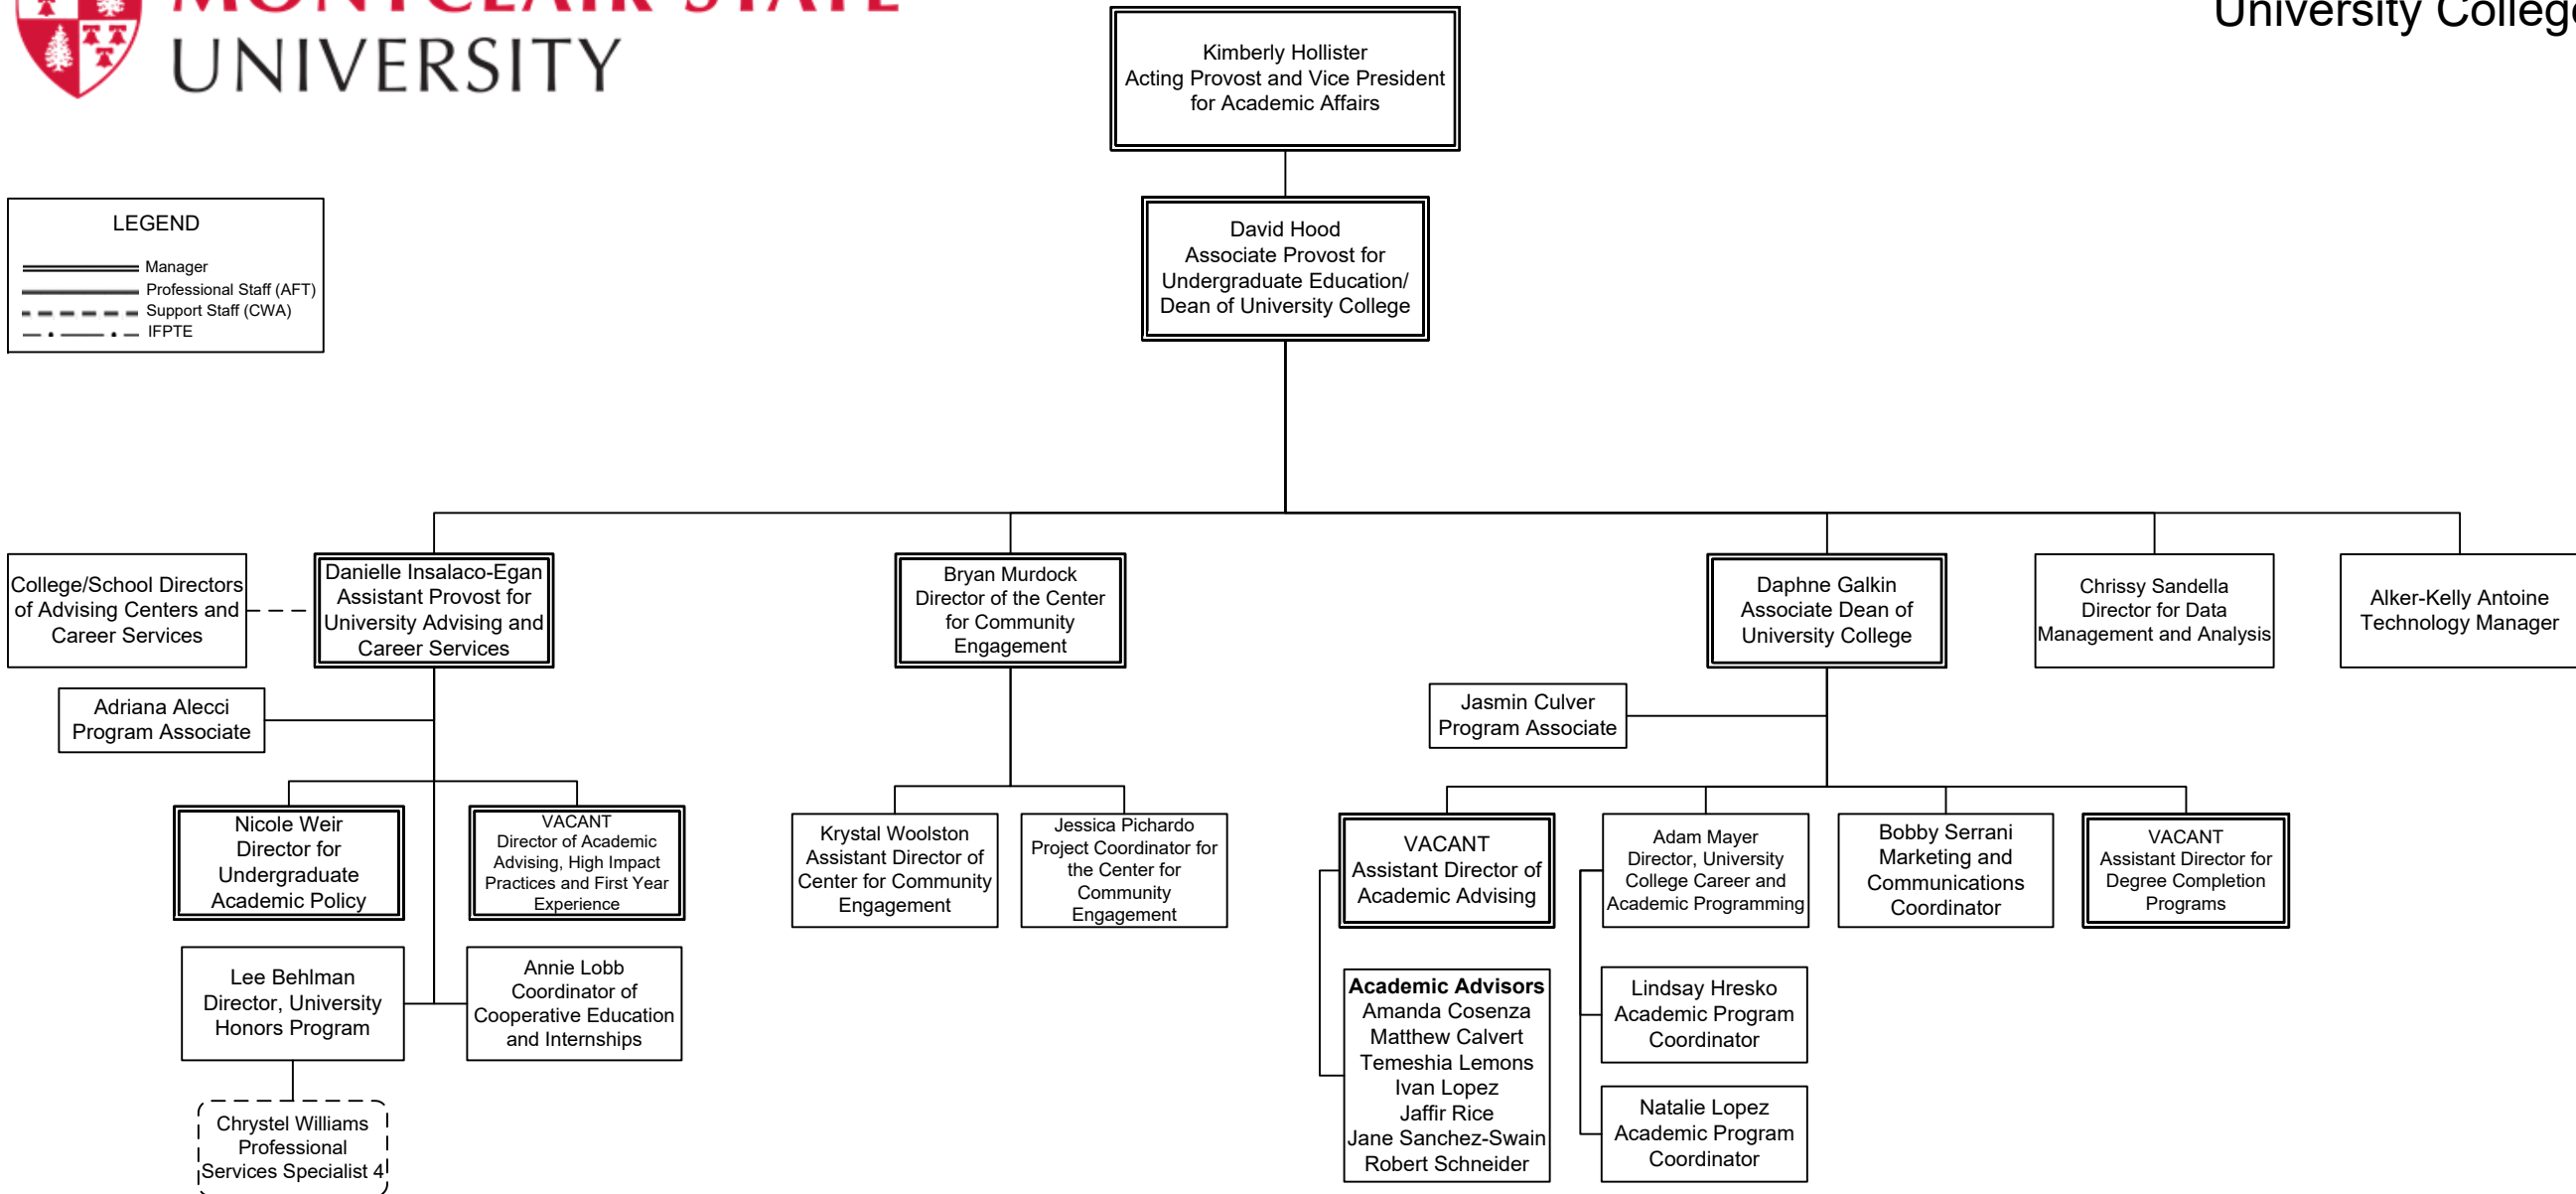 MONTCLAIR STATE
UNIVERSITY
University College
Kimberly Hollister
Acting Provost and Vice President
for Academic Affairs
LEGEND
Manager
Professional Staff (AFT)
Support Staff (CWA)
IFPTE
David Hood
Associate Provost for
Undergraduate Education/
Dean of University College
College/School Directors
of Advising Centers and
Career Services
Danielle Insalaco-Egan
Assistant Provost for
University Advising and
Career Services
Bryan Murdock
Director of the Center
for Community
Engagement
Daphne Galkin
Associate Dean of
University College
Chrissy Sandella
Director for Data
Management and Analysis
Alker-Kelly Antoine
Technology Manager
Adriana Alecci
Program Associate
Jasmin Culver
Program Associate
Nicole Weir
Director for
Undergraduate
Academic Policy
VACANT
Director of Academic
Advising, High Impact
Practices and First Year
Experience
Krystal Woolston
Assistant Director of
Center for Community
Engagement
Jessica Pichardo
Project Coordinator for
the Center for
Community
Engagement
VACANT
Assistant Director of
Academic Advising
Adam Mayer
Director, University
College Career and
Academic Programming
Bobby Serrani
Marketing and
Communications
Coordinator
VACANT
Assistant Director for
Degree Completion
Programs
Lee Behlman
Director, University
Honors Program
Annie Lobb
Coordinator of
Cooperative Education
and Internships
Academic Advisors
Amanda Cosenza
Matthew Calvert
Temeshia Lemons
Ivan Lopez
Jaffir Rice
Jane Sanchez-Swain
Robert Schneider
Lindsay Hresko
Academic Program
Coordinator
Natalie Lopez
Academic Program
Coordinator
Chrystel Williams
Professional
Services Specialist 4